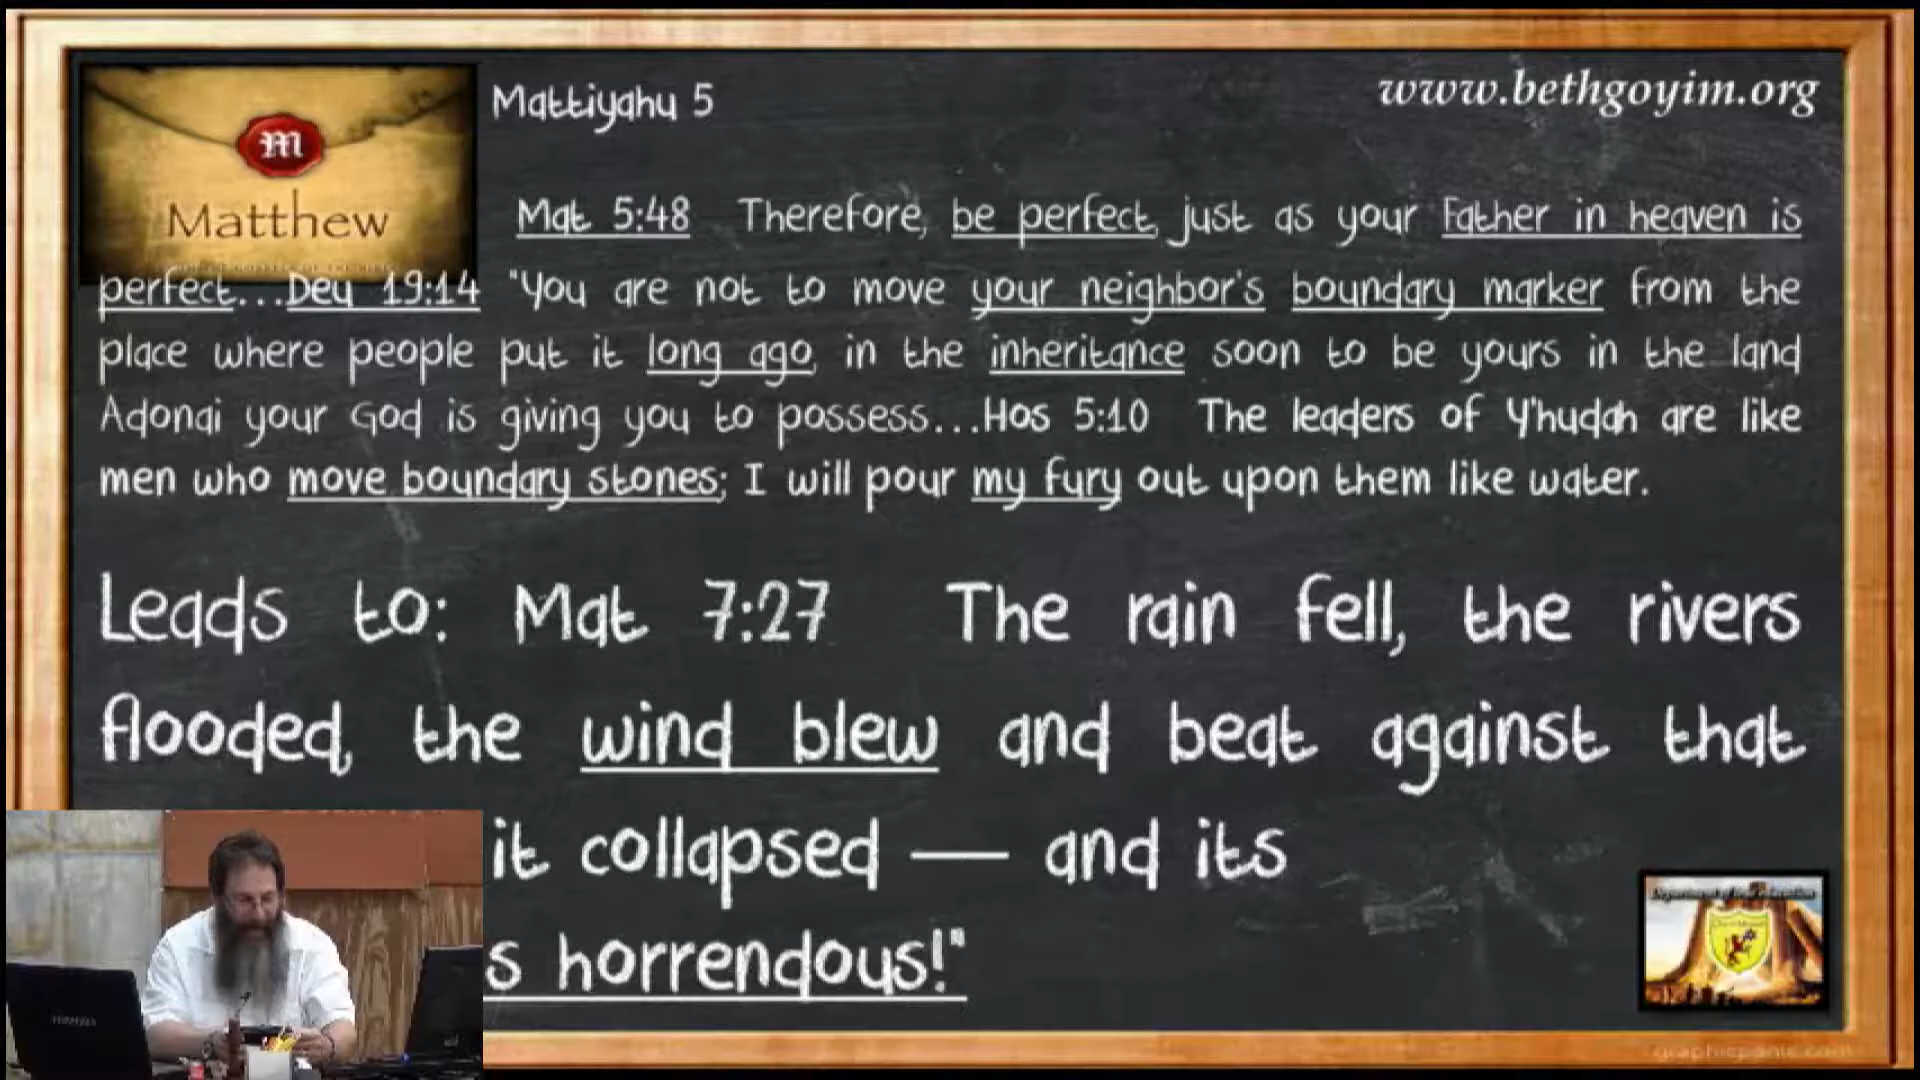 Mattiyahu 5
www.bethgoyim.org
M
Matthew
Mat 5:48 Therefore, be perfect, just as your Father in heaven is
perfect...Deu 19:14 "You are not to move your neighbor's boundary marker from the
place where people put it long ago, in the inheritance soon to be yours in the land
Adonai your God is giving you to possess...Hos 5:10 The leaders of Y'hudah are like
men who move boundary stones; I will pour my fury out upon them like water.
Leads to: Mat 7:27 The rain fell, the rivers
flooded, the wind blew and beat against that
it collapsed — and its
s horrendous!"
TOSHIBA
graphicpanic.com